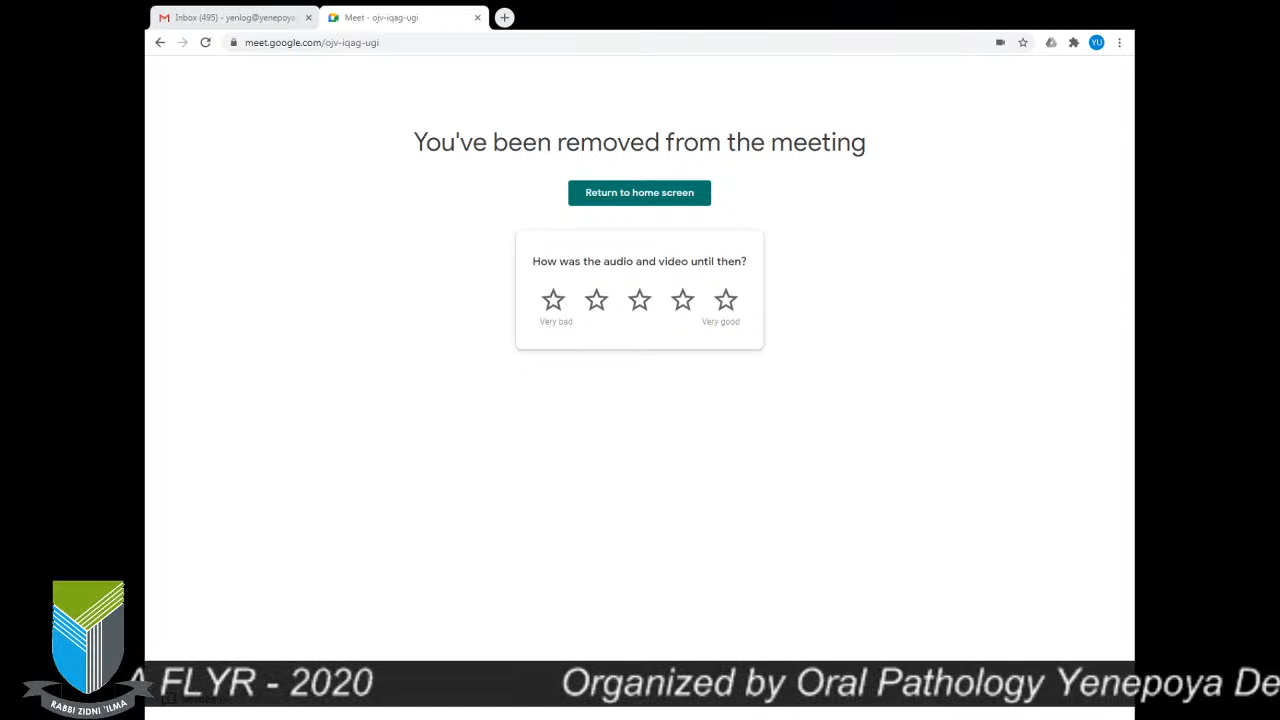 Inbox (495) - yenlog@yenepoya.
Meet - ojv-iqag-ugi
meet.google.com/ojv-iqag-ugi
YU
You've been removed from the meeting
Return to home screen
How was the audio and video until then?
Very bad
Very good
A FLYR - 2020
Organized by Oral Pathology Yenepoya De
RABBI ZIDNI 'ILMA